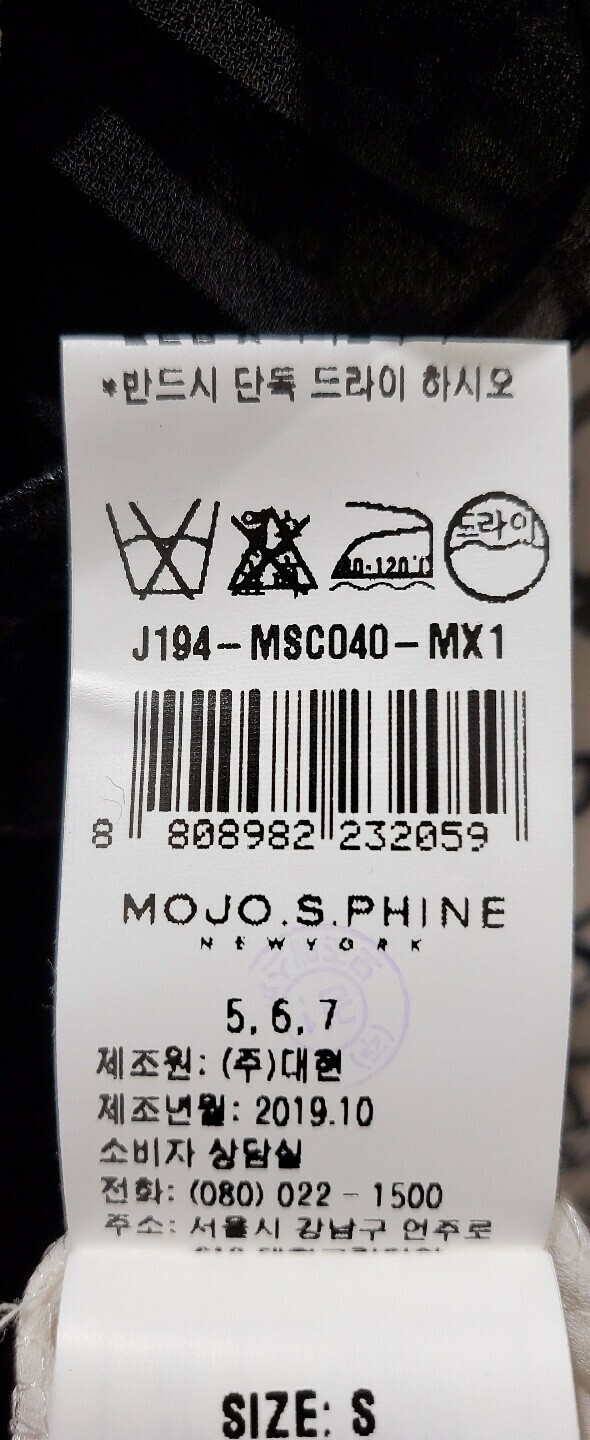 *반드시 단독 드라이 하시오
드라이
80-120℃
J194-MSC040-MX1
8 808982 232059
MOJO.S.PHINE
NEWYORK
5, 6, 7
제조원: (주)대현
제조년월: 2019.10
소비자 상담실
전화: (080) 022 - 1500
주소: 서울시 강남구 언주로
SIZE: S